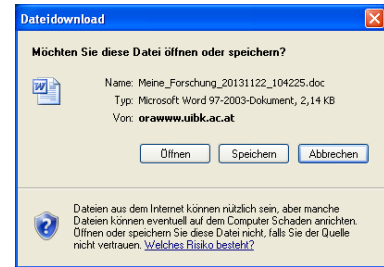 Dateidownload
Möchten Sie diese Datei öffnen oder speichern?
Name: Meine_Forschung_20131122_104225.doc
Typ: Microsoft Word 97-2003-Dokument, 2,14 KB
Von: orawww.uibk.ac.at
Öffnen Speichern Abbrechen
Dateien aus dem Internet können nützlich sein, aber manche
Dateien können eventuell auf dem Computer Schaden anrichten.
Öffnen oder speichern Sie diese Datei nicht, falls Sie der Quelle
nicht vertrauen. Welches Risiko besteht?